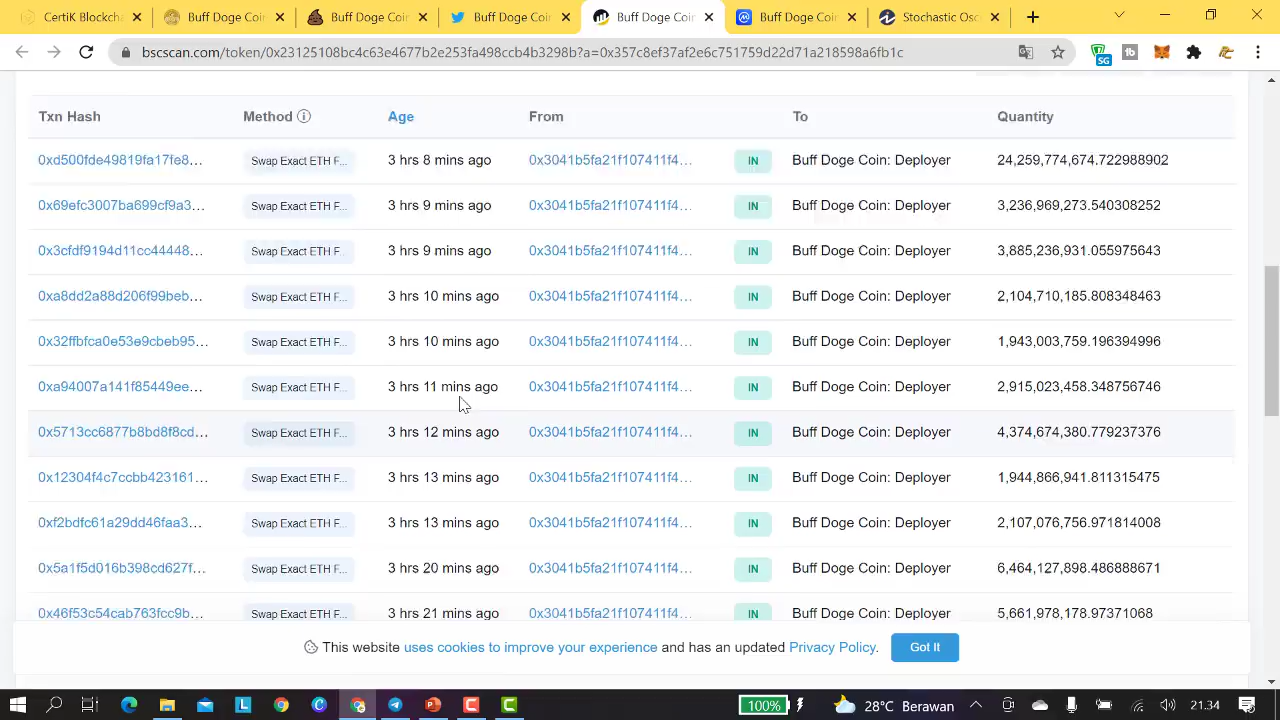 CertiK Blockcha
Buff Doge Coin
CertiK Buff Doge
Buff Doge Coin
Buff Doge Coin
Buff Doge Coin
Stochastic Osc
bscscan.com/token/0x23125108bc4c63e4677b2e253fa498ccb4b3298b?a=0x357c8ef37af2e6c751759d22d71a218598a6fb1c
SG
tb
Txn Hash Method Age From To Quantity
0xd500fde49819fa17fe8... Swap Exact ETH F... 3 hrs 8 mins ago 0x3041b5fa21f107411f4... IN Buff Doge Coin: Deployer 24,259,774,674.722988902
0x69efc3007ba699cf9a3... Swap Exact ETH F... 3 hrs 9 mins ago 0x3041b5fa21f107411f4... IN Buff Doge Coin: Deployer 3,236,969,273.540308252
0x3cfdf9194d11cc44448... Swap Exact ETH F... 3 hrs 9 mins ago 0x3041b5fa21f107411f4... IN Buff Doge Coin: Deployer 3,885,236,931.055975643
0xa8dd2a88d206f99beb... Swap Exact ETH F... 3 hrs 10 mins ago 0x3041b5fa21f107411f4... IN Buff Doge Coin: Deployer 2,104,710,185.808348463
0x32ffbfca0e53e9cbeb95... Swap Exact ETH F... 3 hrs 10 mins ago 0x3041b5fa21f107411f4... IN Buff Doge Coin: Deployer 1,943,003,759.196394996
0xa94007a141f85449ee... Swap Exact ETH F... 3 hrs 11 mins ago 0x3041b5fa21f107411f4... IN Buff Doge Coin: Deployer 2,915,023,458.348756746
0x5713cc6877b8bd8f8cd... Swap Exact ETH F... 3 hrs 12 mins ago 0x3041b5fa21f107411f4... IN Buff Doge Coin: Deployer 4,374,674,380.779237376
0x12304f4c7ccbb423161... Swap Exact ETH F... 3 hrs 13 mins ago 0x3041b5fa21f107411f4... IN Buff Doge Coin: Deployer 1,944,866,941.811315475
0xf2bdfc61a29dd46faa3... Swap Exact ETH F... 3 hrs 13 mins ago 0x3041b5fa21f107411f4... IN Buff Doge Coin: Deployer 2,107,076,756.971814008
0x5a1f5d016b398cd627f... Swap Exact ETH F... 3 hrs 20 mins ago 0x3041b5fa21f107411f4... IN Buff Doge Coin: Deployer 6,464,127,898.486888671
0x46f53c54cab763fcc9b... Swap Exact ETH F... 3 hrs 21 mins ago 0x3041b5fa21f107411f4... IN Buff Doge Coin: Deployer 5,661,978,178.97371068
This website uses cookies to improve your experience and has an updated Privacy Policy. Got It
100% 28°C Berawan 21.34